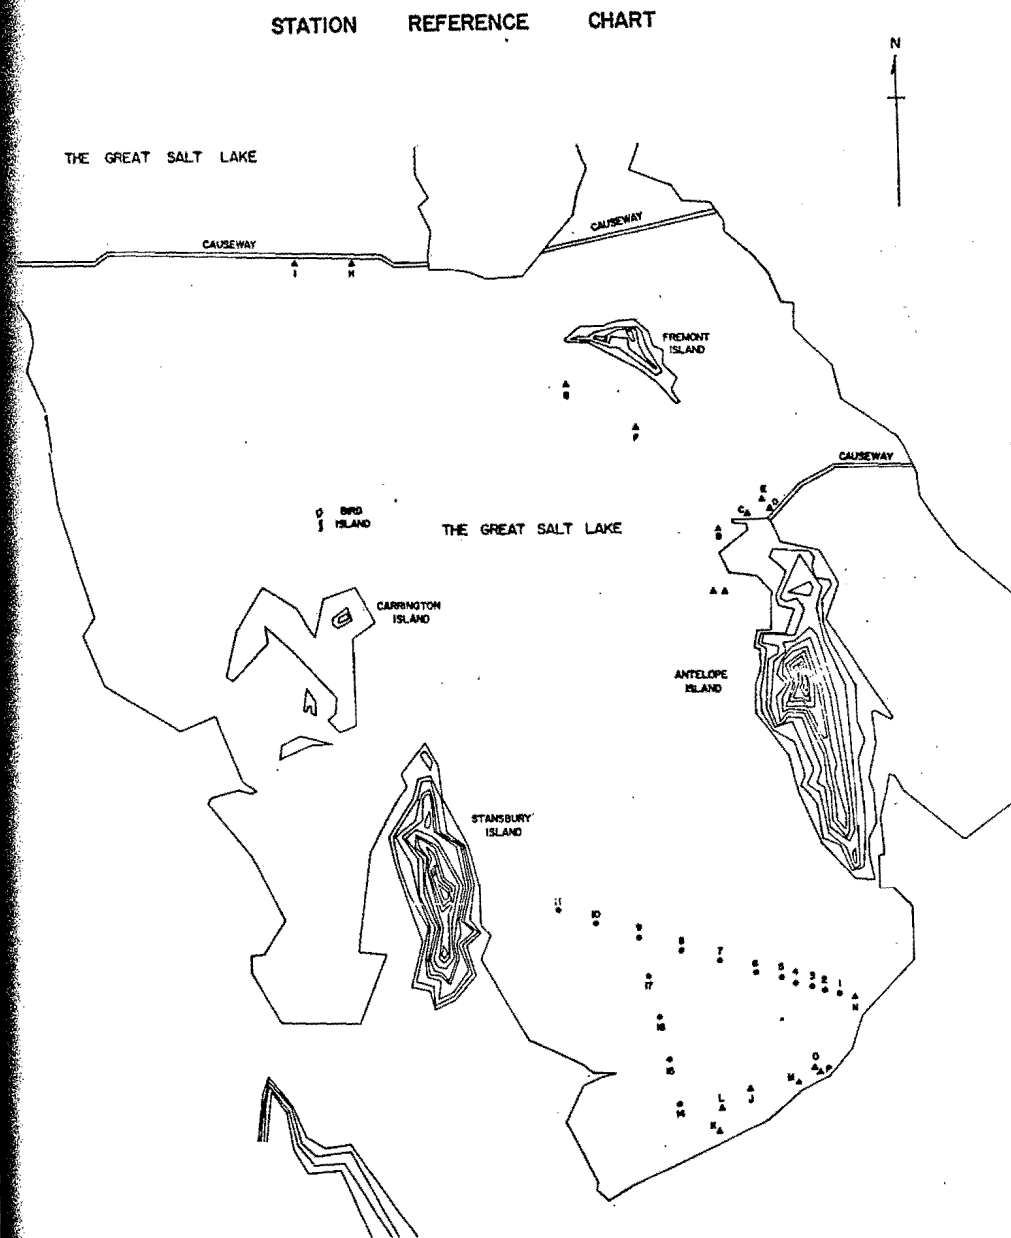 STATION REFERENCE CHART
N
THE GREAT SALT LAKE
CAUSEWAY
CAUSEWAY
I
H
FREMONT
ISLAND
F
CAUSEWAY
E
D
C
BIRD
ISLAND
THE GREAT SALT LAKE
B
CARRINGTON
ISLAND
ANTELOPE
ISLAND
STANSBURY
ISLAND
11
10
9
8
7
6
5
4
3
2
1
N
17
16
15
14
O
P
M
J
L
K